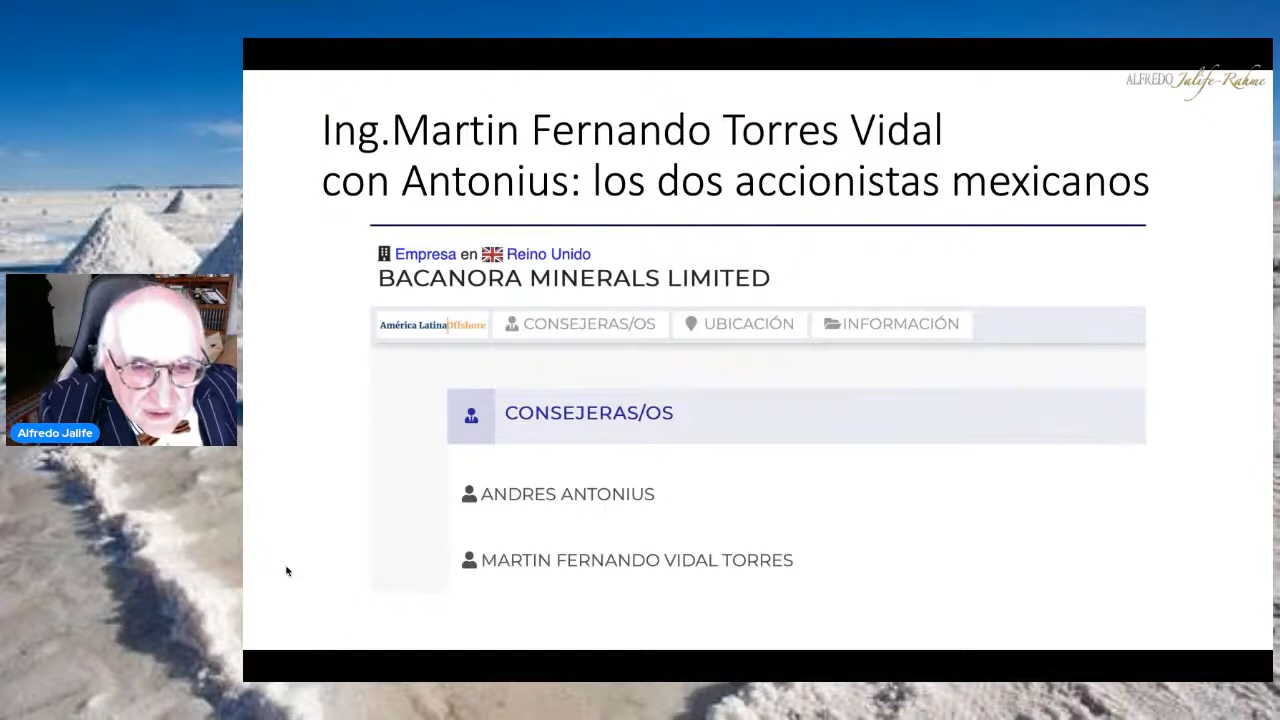 ALFREDO Jalife-Rahme
Ing.Martin Fernando Torres Vidal
con Antonius: los dos accionistas mexicanos
Empresa en Reino Unido
BACANORA MINERALS LIMITED
América Latina Offshore
CONSEJERAS/OS
UBICACIÓN
INFORMACIÓN
CONSEJERAS/OS
Alfredo Jalife
ANDRES ANTONIUS
MARTIN FERNANDO VIDAL TORRES